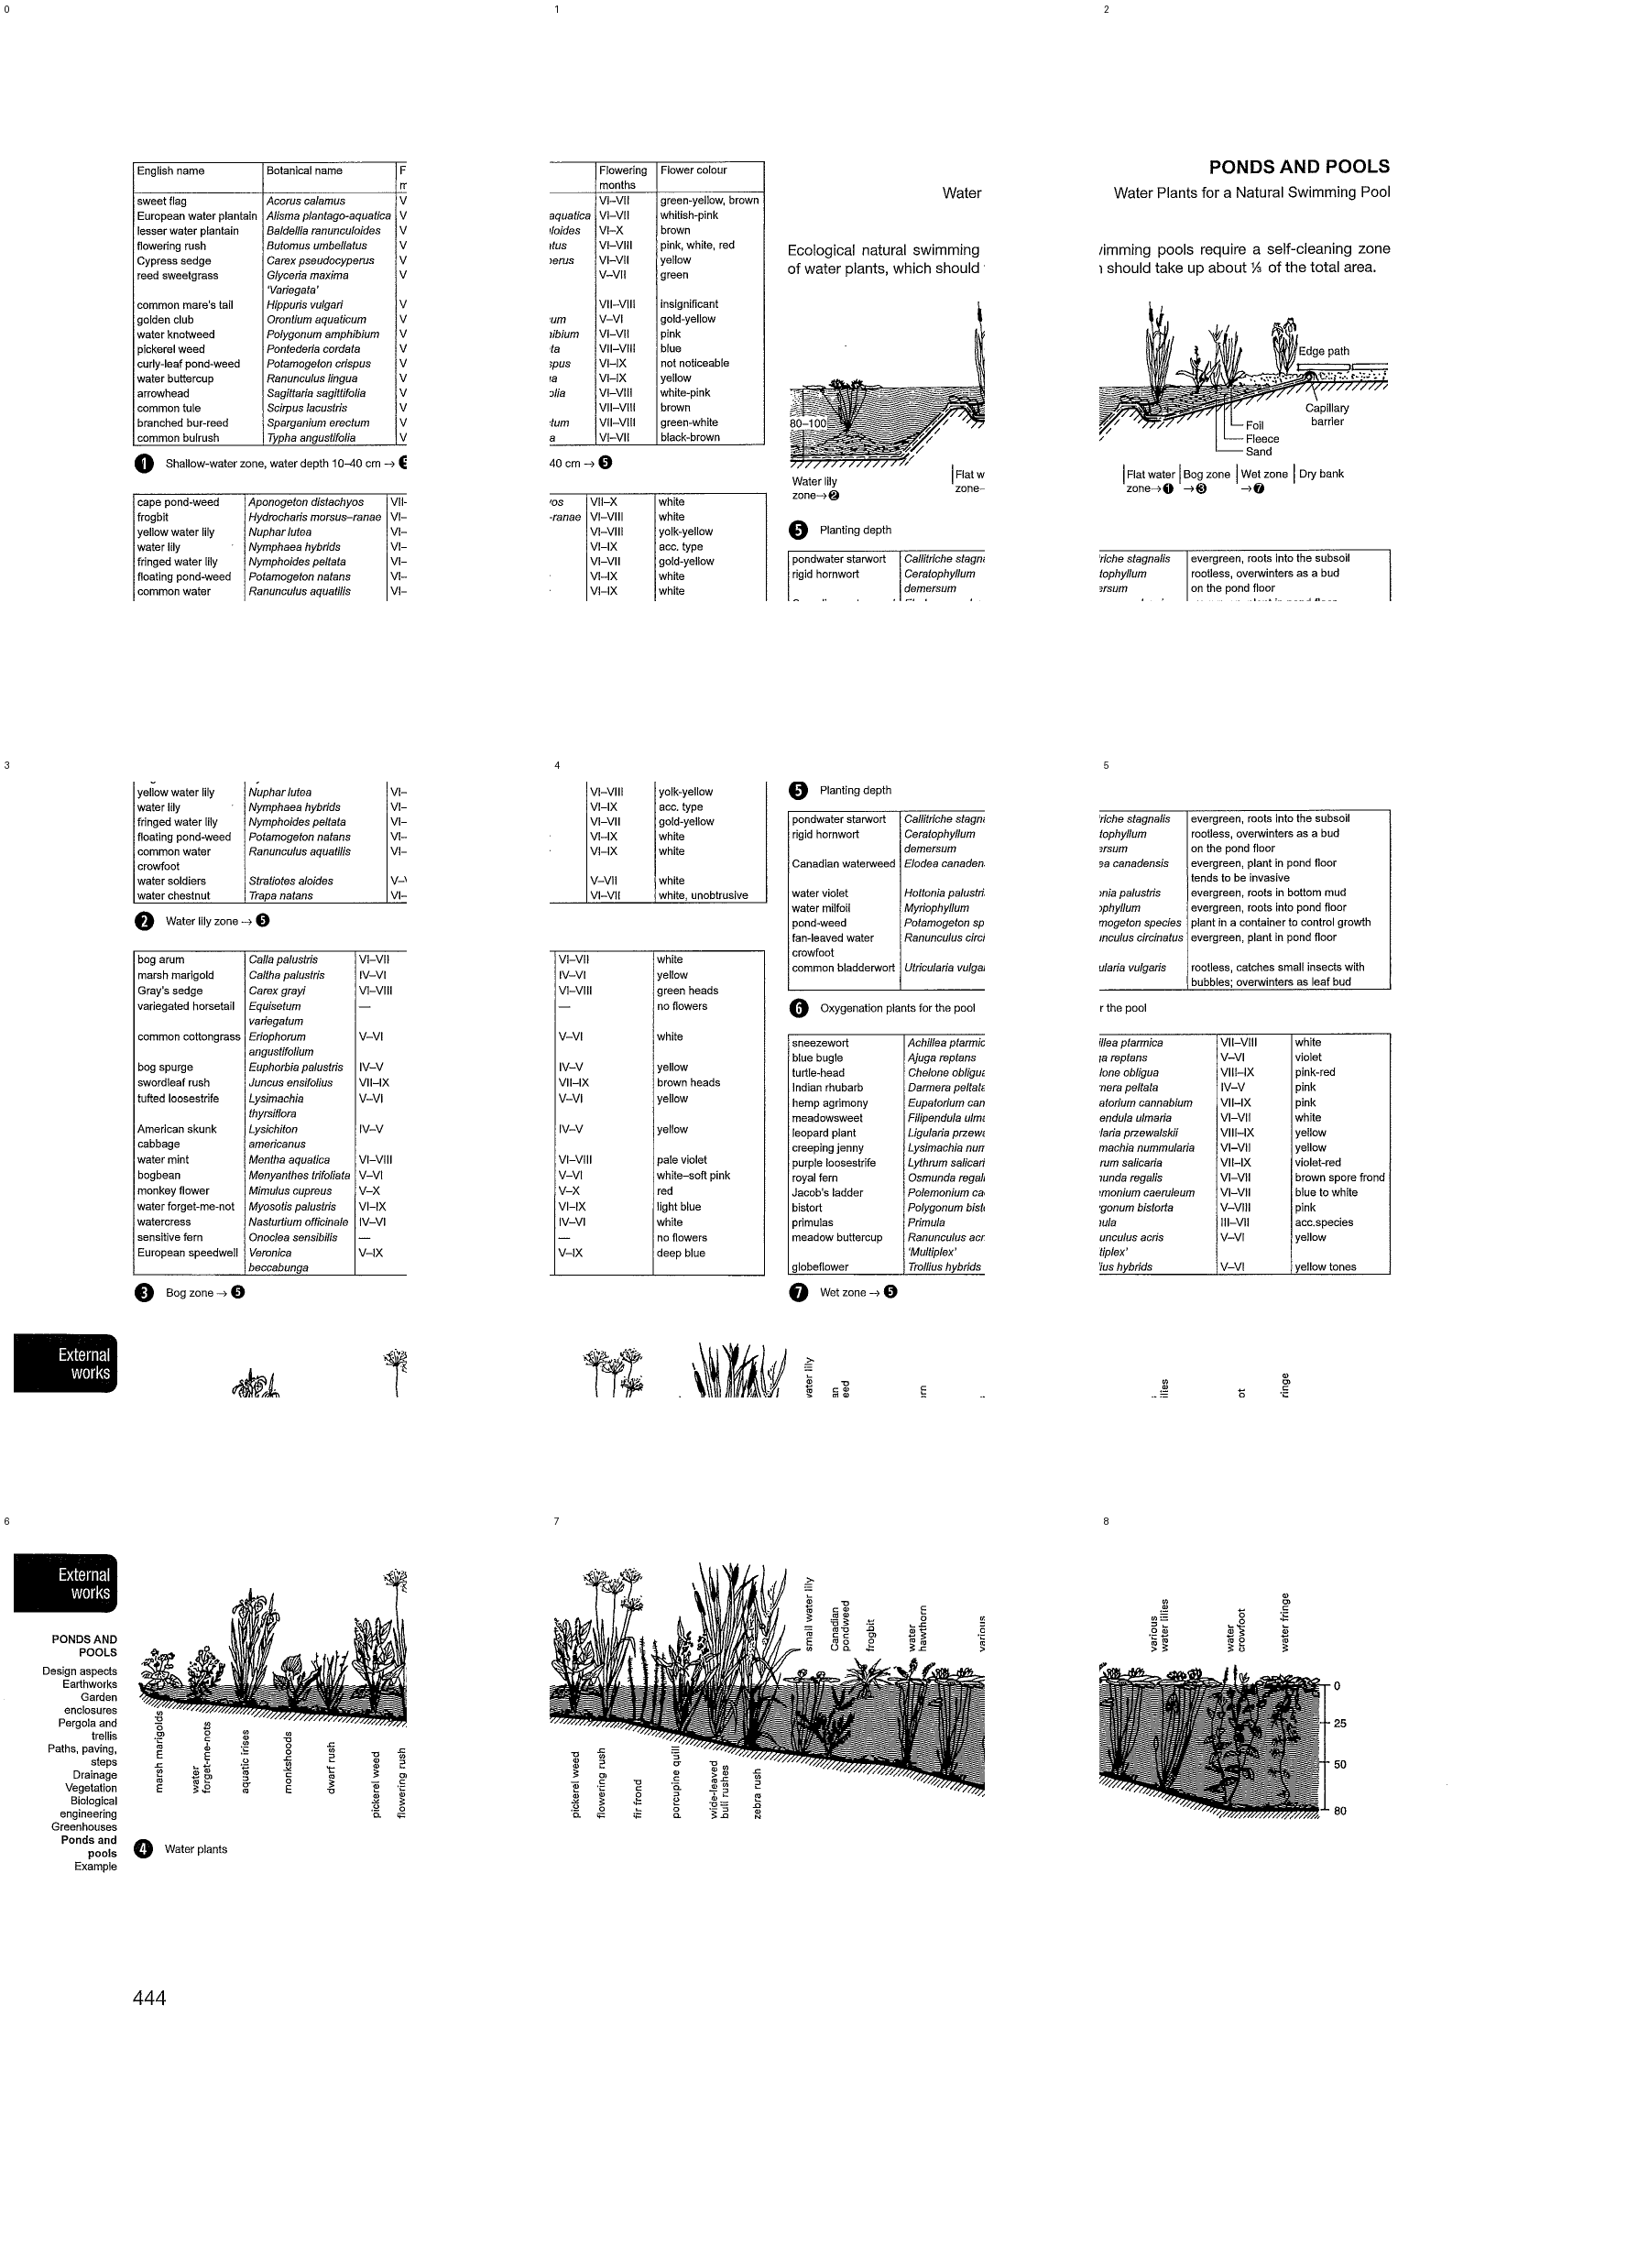 PONDS AND POOLS
Water Plants for a Natural Swimming Pool
English name Botanical name Flowering months Flower colour
sweet flag Acorus calamus VI–VII green-yellow, brown
European water plantain Alisma plantago-aquatica VI–VII whitish-pink
lesser water plantain Baldellia ranunculoides VI–X brown
flowering rush Butomus umbellatus VI–VIII pink, white, red
Cypress sedge Carex pseudocyperus VI–VII yellow
reed sweetgrass Glyceria maxima V–VII green
'Variegata'
common mare's tail Hippuris vulgari VII–VIII insignificant
golden club Orontium aquaticum V–VI gold-yellow
water knotweed Polygonum amphibium VI–VII pink
pickerel weed Pontederia cordata VII–VIII blue
curly-leaf pond-weed Potamogeton crispus VI–IX not noticeable
water buttercup Ranunculus lingua VI–IX yellow
arrowhead Sagittaria sagittifolia VI–VIII white-pink
common tule Scirpus lacustris VII–VIII brown
branched bur-reed Sparganium erectum VII–VIII green-white
common bulrush Typha angustifolia VI–VII black-brown
1 Shallow-water zone, water depth 10–40 cm → 5
cape pond-weed Aponogeton distachyos VII–X white
frogbit Hydrocharis morsus–ranae VI–VIII white
yellow water lily Nuphar lutea VI–VIII yolk-yellow
water lily Nymphaea hybrids VI–IX acc. type
fringed water lily Nymphoides peltata VI–VII gold-yellow
floating pond-weed Potamogeton natans VI–IX white
common water Ranunculus aquatilis VI–IX white
crowfoot
water soldiers Stratiotes aloides V–VII white
water chestnut Trapa natans VI–VII white, unobtrusive
2 Water lily zone → 5
bog arum Calla palustris VI–VII white
marsh marigold Caltha palustris IV–VI yellow
Gray's sedge Carex grayi VI–VIII green heads
variegated horsetail Equisetum — no flowers
variegatum
common cottongrass Eriophorum V–VI white
angustifolium
bog spurge Euphorbia palustris IV–V yellow
swordleaf rush Juncus ensifolius VII–IX brown heads
tufted loosestrife Lysimachia V–VI yellow
thyrsiflora
American skunk Lysichiton IV–V yellow
cabbage americanus
water mint Mentha aquatica VI–VIII pale violet
bogbean Menyanthes trifoliata V–VI white–soft pink
monkey flower Mimulus cupreus V–X red
water forget-me-not Myosotis palustris VI–IX light blue
watercress Nasturtium officinale IV–VI white
sensitive fern Onoclea sensibilis — no flowers
European speedwell Veronica V–IX deep blue
beccabunga
3 Bog zone → 5
Ecological natural swimming pools require a self-cleaning zone
of water plants, which should take up about ⅓ of the total area.
Edge path
Capillary
barrier
80–100
Foil
Fleece
Sand
Water lily zone→2
Flat water zone→1
Bog zone →3
Wet zone →7
Dry bank
5 Planting depth
pondwater starwort Callitriche stagnalis evergreen, roots into the subsoil
rigid hornwort Ceratophyllum rootless, overwinters as a bud
demersum on the pond floor
Canadian waterweed Elodea canadensis evergreen, plant in pond floor
tends to be invasive
water violet Hottonia palustris evergreen, roots in bottom mud
water milfoil Myriophyllum evergreen, roots into pond floor
pond-weed Potamogeton species plant in a container to control growth
fan-leaved water Ranunculus circinatus evergreen, plant in pond floor
crowfoot
common bladderwort Utricularia vulgaris rootless, catches small insects with
bubbles; overwinters as leaf bud
6 Oxygenation plants for the pool
sneezewort Achillea ptarmica VII–VIII white
blue bugle Ajuga reptans V–VI violet
turtle-head Chelone obliqua VIII–IX pink-red
Indian rhubarb Darmera peltata IV–V pink
hemp agrimony Eupatorium cannabium VII–IX pink
meadowsweet Filipendula ulmaria VI–VII white
leopard plant Ligularia przewalskii VIII–IX yellow
creeping jenny Lysimachia nummularia VI–VII yellow
purple loosestrife Lythrum salicaria VII–IX violet-red
royal fern Osmunda regalis VI–VII brown spore frond
Jacob's ladder Polemonium caeruleum VI–VII blue to white
bistort Polygonum bistorta V–VIII pink
primulas Primula III–VII acc.species
meadow buttercup Ranunculus acris V–VI yellow
'Multiplex'
globeflower Trollius hybrids V–VI yellow tones
7 Wet zone → 5
External
works
PONDS AND
POOLS
Design aspects
Earthworks
Garden
enclosures
Pergola and
trellis
Paths, paving,
steps
Drainage
Vegetation
Biological
engineering
Greenhouses
Ponds and
pools
Example
marsh marigolds
water
forget-me-nots
aquatic irises
monkshoods
dwarf rush
pickerel weed
flowering rush
fir frond
porcupine quill
wide-leaved
bull rushes
zebra rush
small water lily
Canadian
pondweed
frogbit
water
hawthorn
various
water lilies
water
crowfoot
water fringe
0
25
50
80
4 Water plants
444